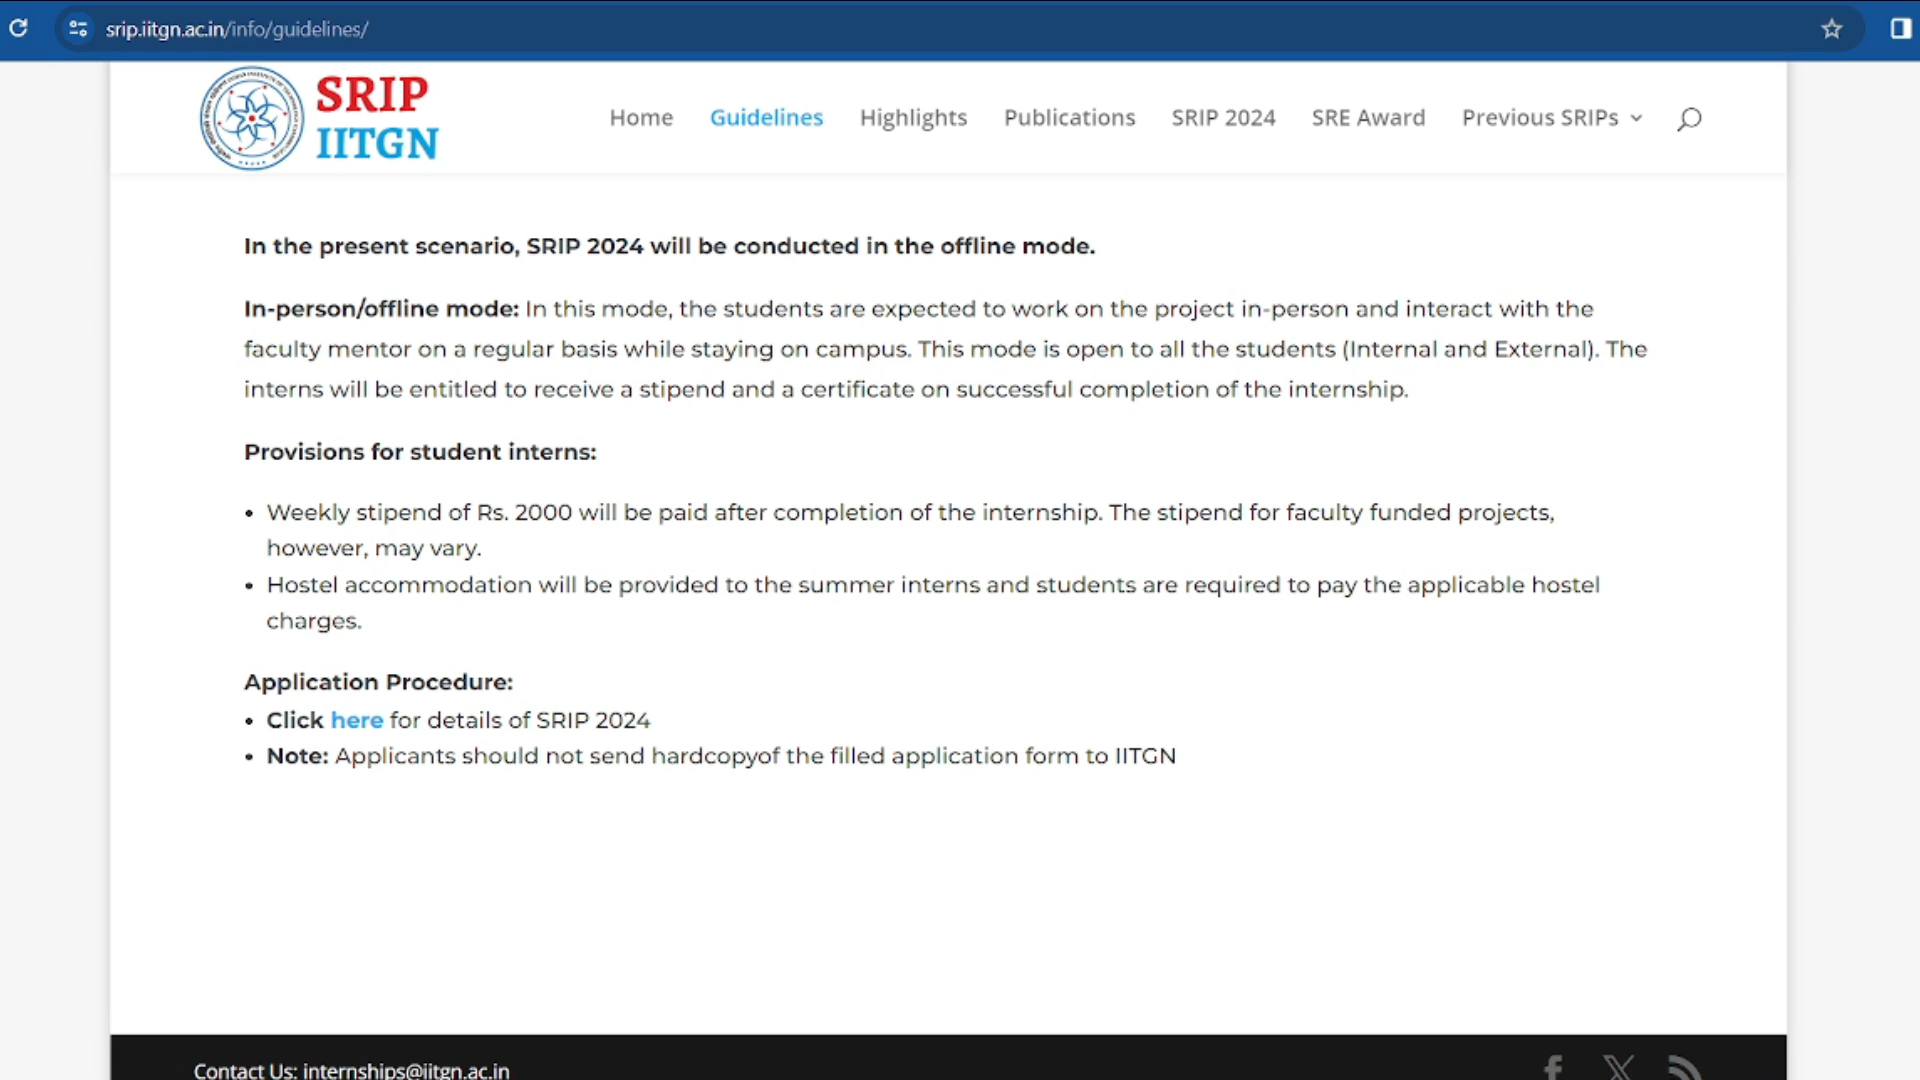 srip.iitgn.ac.in/info/guidelines/
SRIP
IITGN
Home Guidelines Highlights Publications SRIP 2024 SRE Award Previous SRIPs
In the present scenario, SRIP 2024 will be conducted in the offline mode.
In-person/offline mode: In this mode, the students are expected to work on the project in-person and interact with the
faculty mentor on a regular basis while staying on campus. This mode is open to all the students (Internal and External). The
interns will be entitled to receive a stipend and a certificate on successful completion of the internship.
Provisions for student interns:
• Weekly stipend of Rs. 2000 will be paid after completion of the internship. The stipend for faculty funded projects,
however, may vary.
• Hostel accommodation will be provided to the summer interns and students are required to pay the applicable hostel
charges.
Application Procedure:
• Click here for details of SRIP 2024
• Note: Applicants should not send hardcopyof the filled application form to IITGN
Contact Us: internships@iitgn.ac.in